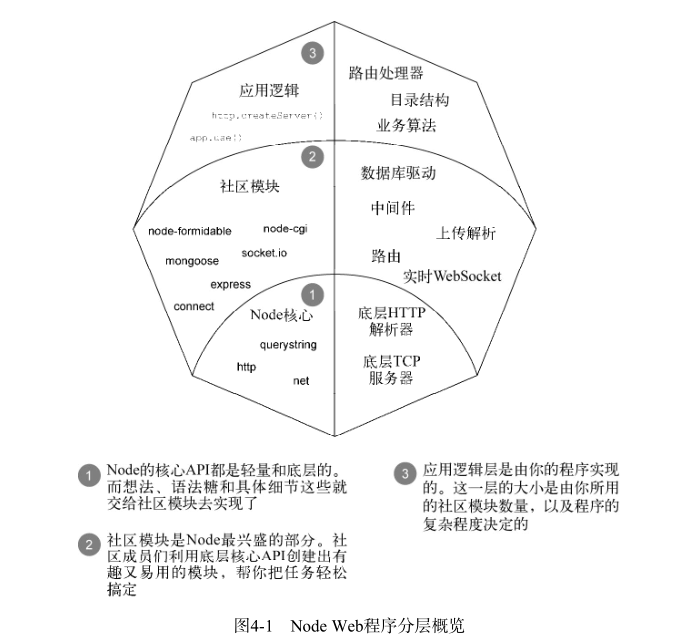 3
应用逻辑
http.createServer()
app.use()
路由处理器
目录结构
业务算法
2
社区模块
node-formidable
node-cgi
mongoose
socket.io
express
connect
数据库驱动
中间件
上传解析
路由
实时WebSocket
1
Node核心
querystring
http
net
底层HTTP
解析器
底层TCP
服务器
1 Node的核心API都是轻量和底层的。
而想法、语法糖和具体细节这些就
交给社区模块去实现了
2 社区模块是Node最兴盛的部分。社
区成员们利用底层核心API创建出有
趣又易用的模块，帮你把任务轻松
搞定
3 应用逻辑层是由你的程序实现
的。这一层的大小是由你所用
的社区模块数量，以及程序的
复杂程度决定的
图4-1 Node Web程序分层概览